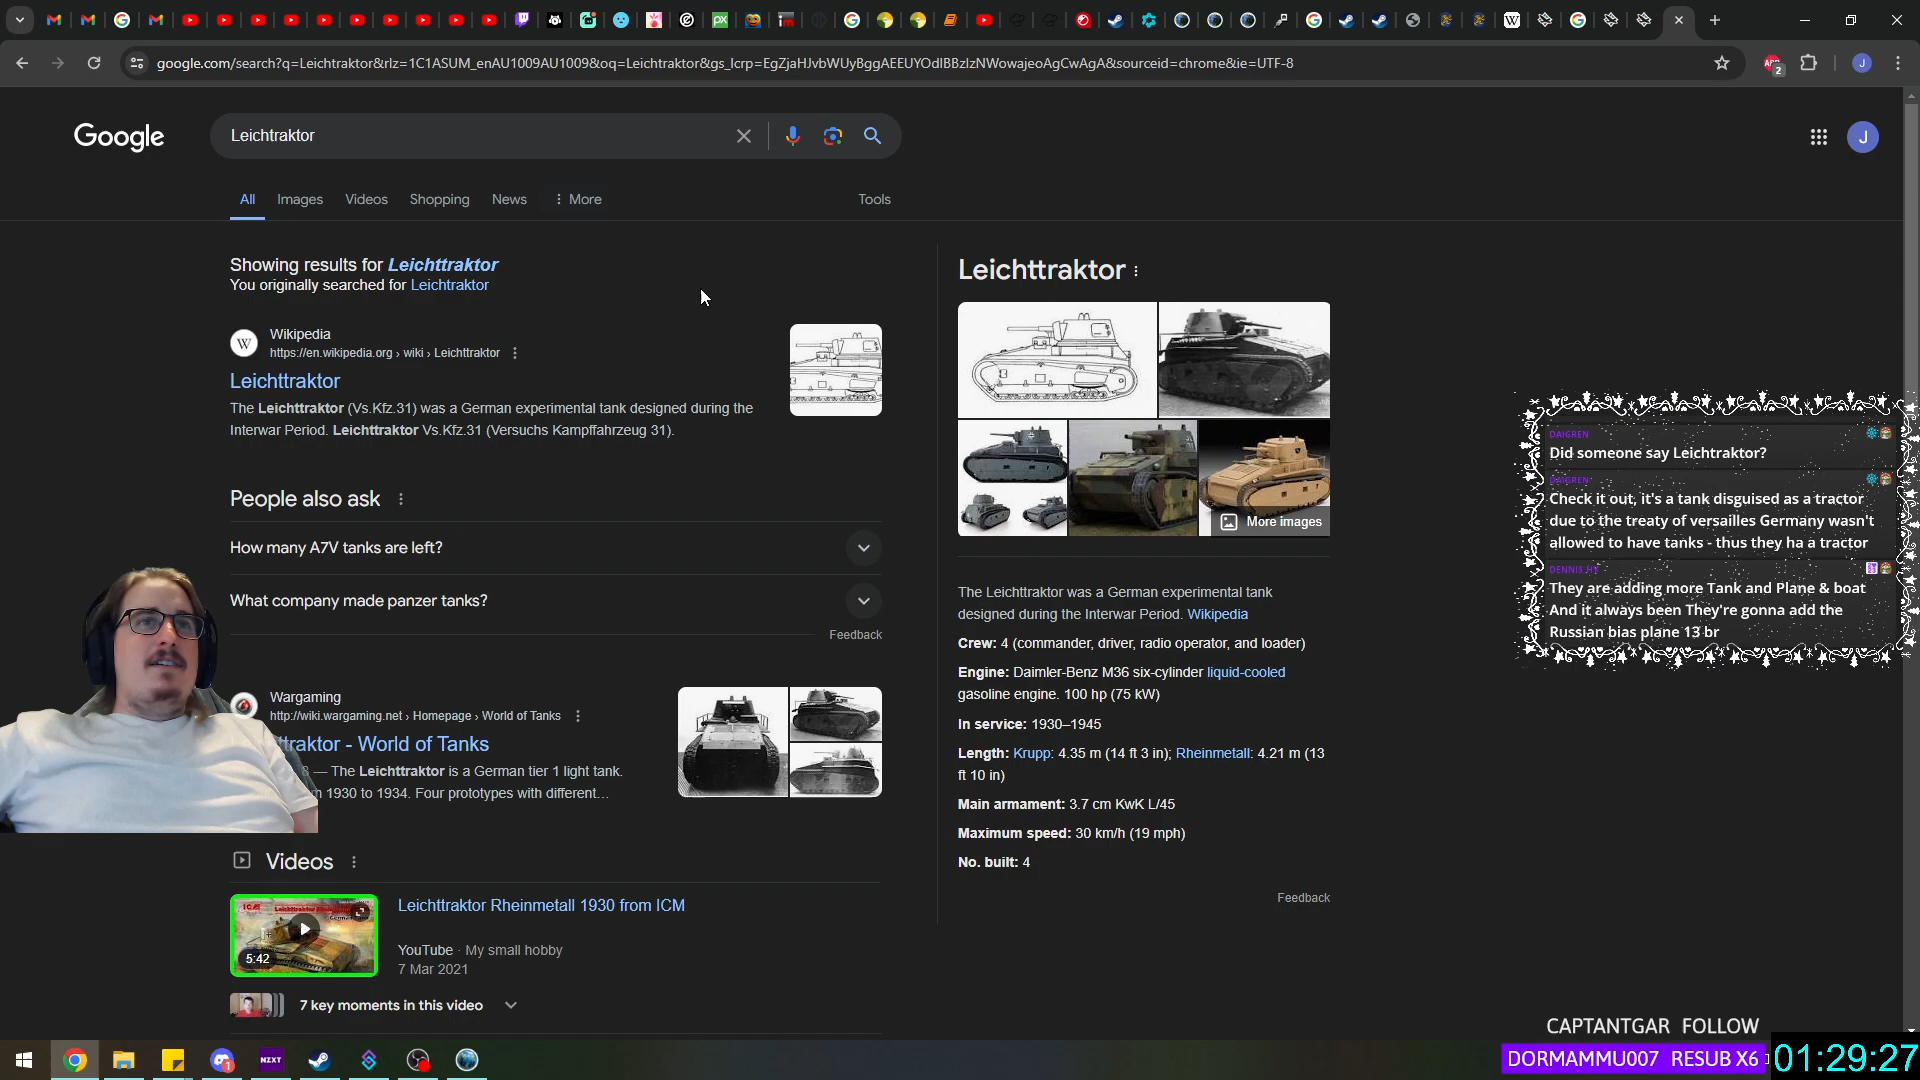 google.com/search?q=Leichtraktor&rlz=1C1ASUM_enAU1009AU1009&oq=Leichtraktor&gs_lcrp=EgZjaHJvbWUyBggAEEUYOdIBBzIzNWowajeoAgCwAgA&sourceid=chrome&ie=UTF-8
2
J
Google
Leichtraktor
J
All Images Videos Shopping News More Tools
Showing results for Leichttraktor
You originally searched for Leichtraktor
W
Wikipedia
https://en.wikipedia.org › wiki › Leichttraktor
Leichttraktor
The Leichttraktor (Vs.Kfz.31) was a German experimental tank designed during the
Interwar Period. Leichttraktor Vs.Kfz.31 (Versuchs Kampffahrzeug 31).
People also ask
How many A7V tanks are left?
What company made panzer tanks?
Feedback
Wargaming
http://wiki.wargaming.net › Homepage › World of Tanks
ttraktor - World of Tanks
8 — The Leichttraktor is a German tier 1 light tank.
1930 to 1934. Four prototypes with different...
Videos
5:42
Leichttraktor Rheinmetall 1930 from ICM
YouTube · My small hobby
7 Mar 2021
7 key moments in this video
Leichttraktor
More images
The Leichttraktor was a German experimental tank
designed during the Interwar Period. Wikipedia
Crew: 4 (commander, driver, radio operator, and loader)
Engine: Daimler-Benz M36 six-cylinder liquid-cooled
gasoline engine. 100 hp (75 kW)
In service: 1930–1945
Length: Krupp: 4.35 m (14 ft 3 in); Rheinmetall: 4.21 m (13
ft 10 in)
Main armament: 3.7 cm KwK L/45
Maximum speed: 30 km/h (19 mph)
No. built: 4
Feedback
DAIGREN
Did someone say Leichtraktor?
DAIGREN
Check it out, it's a tank disguised as a tractor
due to the treaty of versailles Germany wasn't
allowed to have tanks - thus they ha a tractor
They are adding more Tank and Plane & boat
And it always been They're gonna add the
Russian bias plane 13 br
CAPTANTGAR FOLLOW
DORMAMMU007 RESUB X6
01:29:27
NZXT
1